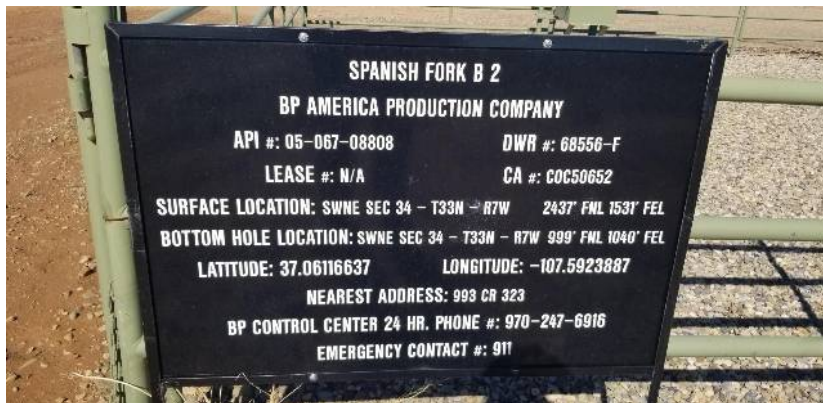 SPANISH FORK B 2
BP AMERICA PRODUCTION COMPANY
API #: 05-067-08808 DWR #: 68556-F
LEASE #: N/A CA #: COC50652
SURFACE LOCATION: SWNE SEC 34 - T33N - R7W 2437' FNL 1531' FEL
BOTTOM HOLE LOCATION: SWNE SEC 34 - T33N - R7W 999' FNL 1040' FEL
LATITUDE: 37.06116637 LONGITUDE: -107.5923887
NEAREST ADDRESS: 993 CR 323
BP CONTROL CENTER 24 HR. PHONE #: 970-247-6916
EMERGENCY CONTACT #: 911